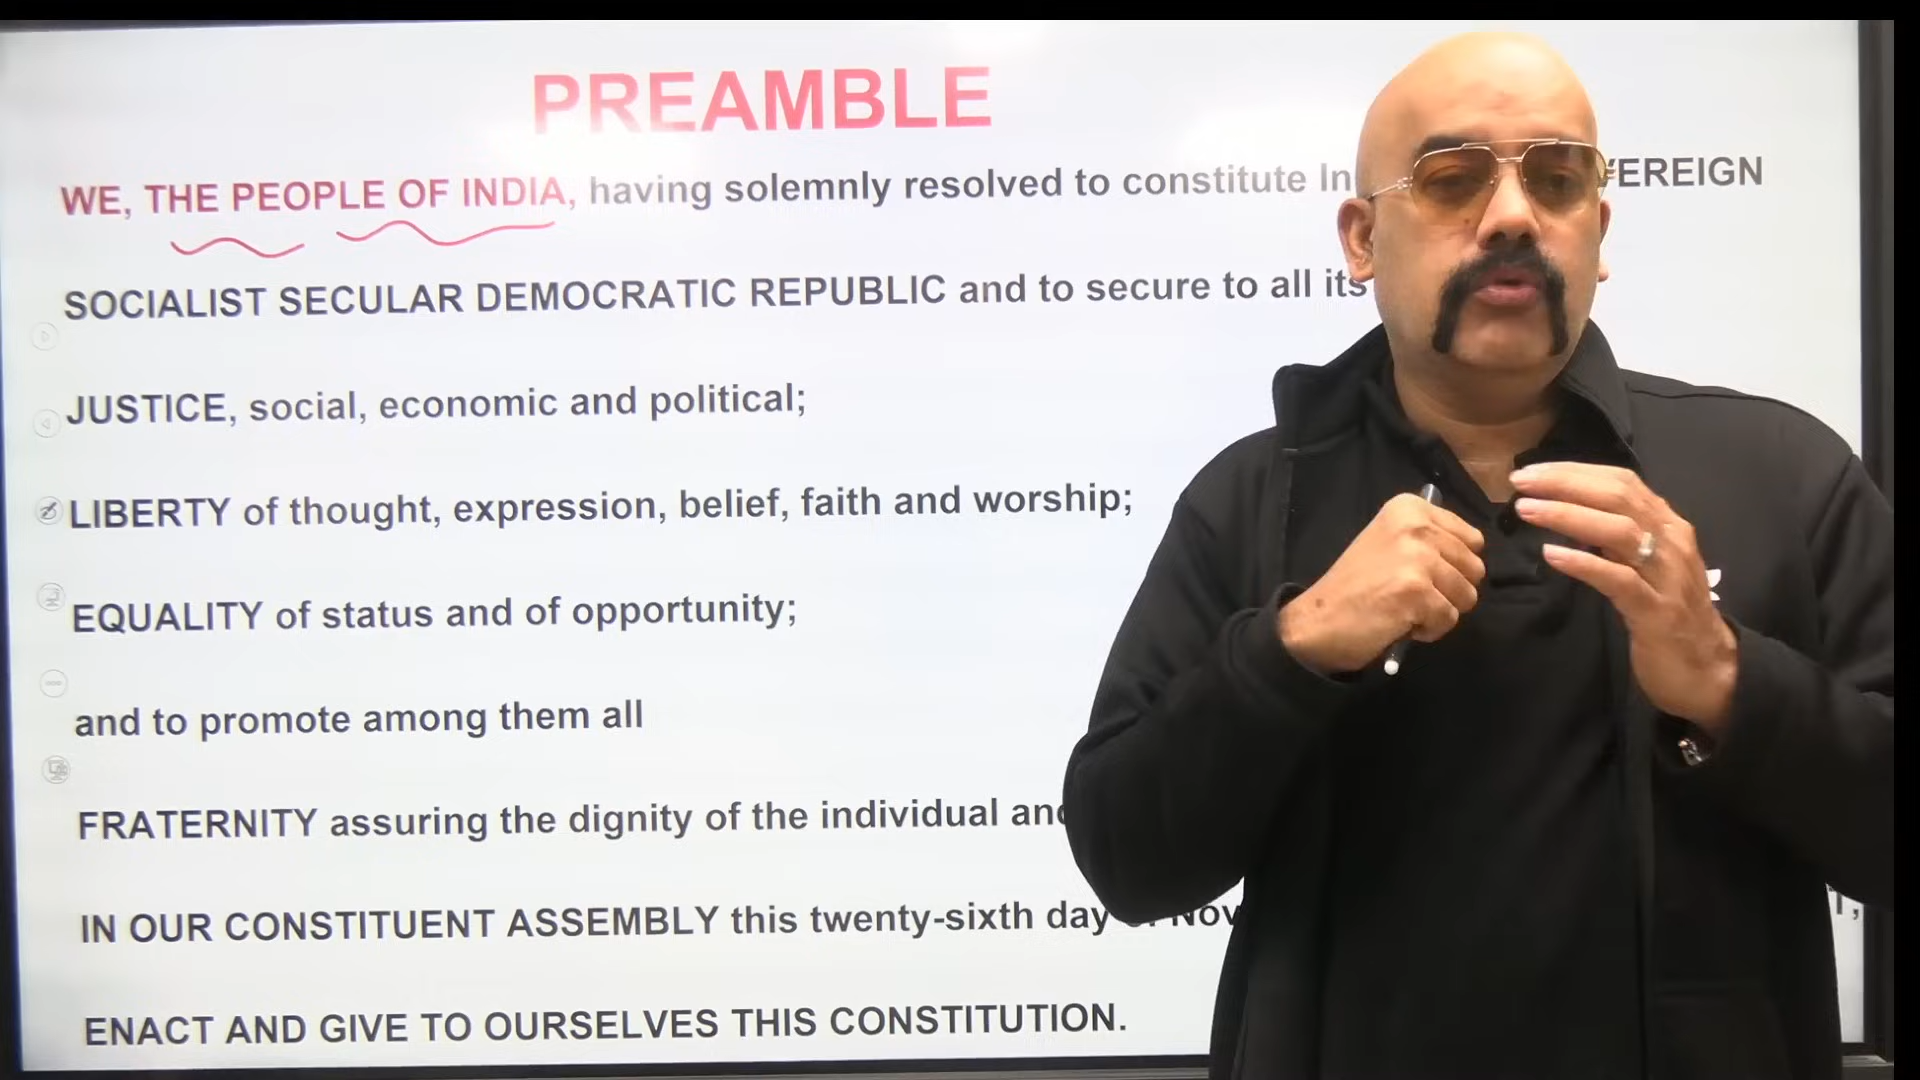 PREAMBLE
WE, THE PEOPLE OF INDIA, having solemnly resolved to constitute
SOCIALIST SECULAR DEMOCRATIC REPUBLIC and to secure to all its
JUSTICE, social, economic and political;
LIBERTY of thought, expression, belief, faith and worship;
EQUALITY of status and of opportunity;
and to promote among them all
FRATERNITY assuring the dignity of the individual
IN OUR CONSTITUENT ASSEMBLY this twenty-sixth day
ENACT AND GIVE TO OURSELVES THIS CONSTITUTION.